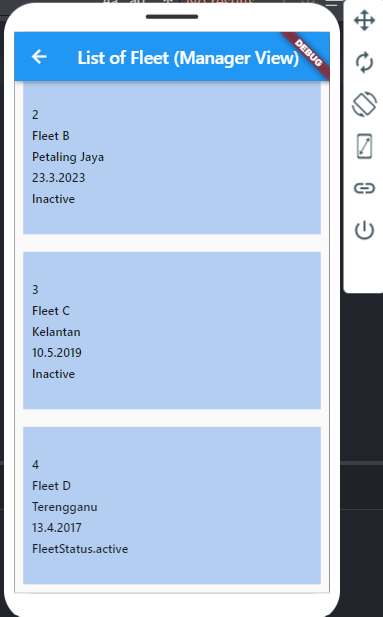 List of Fleet (Manager View)
DEBUG
2
Fleet B
Petaling Jaya
23.3.2023
Inactive
3
Fleet C
Kelantan
10.5.2019
Inactive
4
Fleet D
Terengganu
13.4.2017
FleetStatus.active